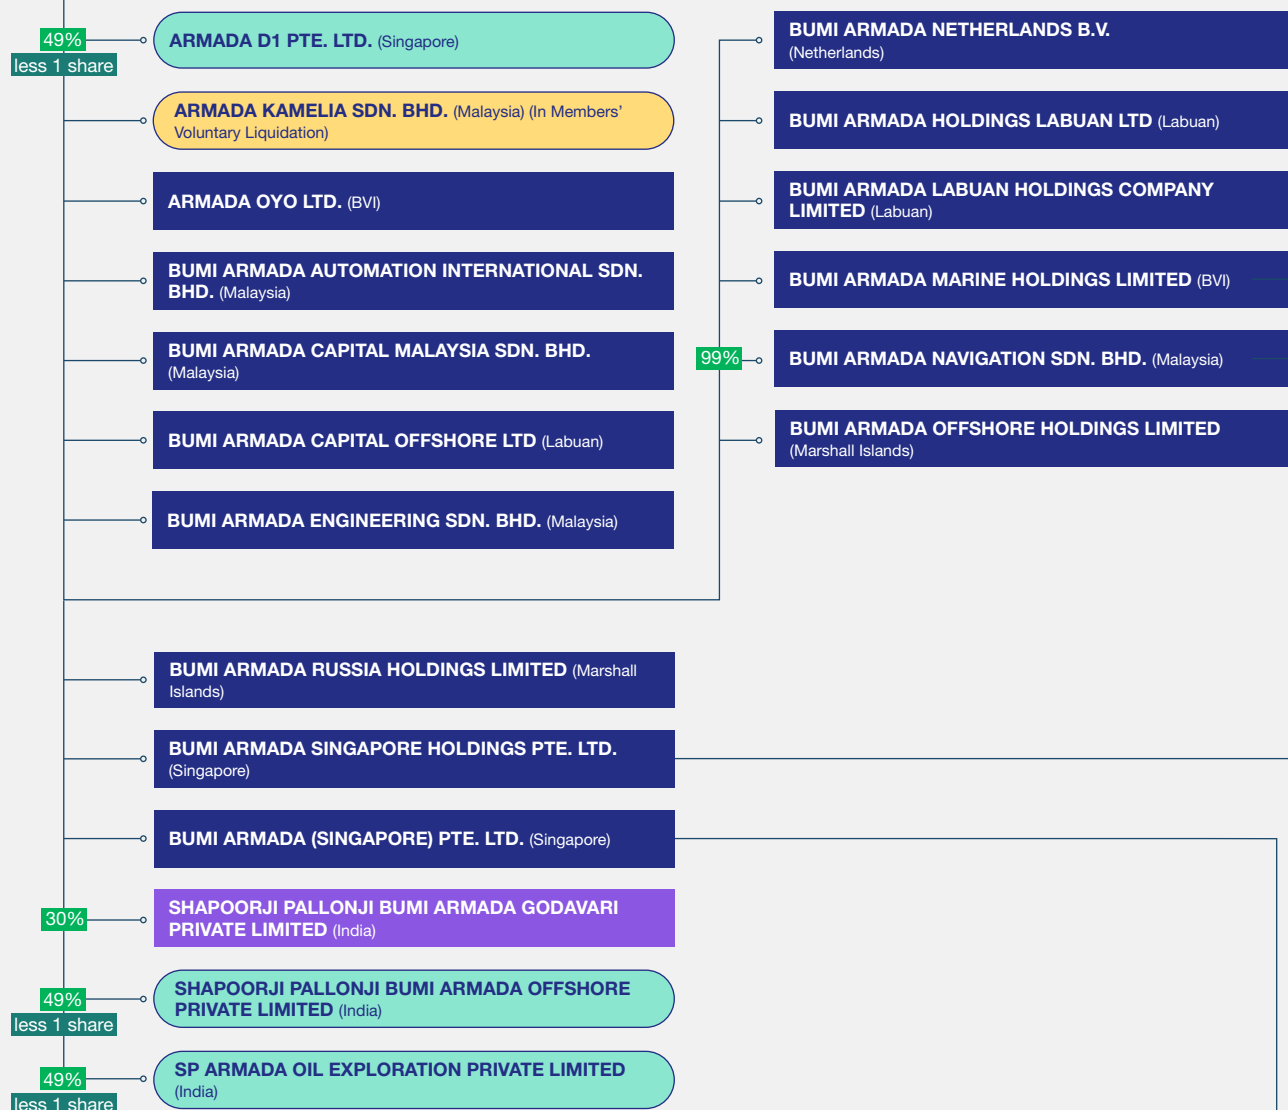 49%
less 1 share
ARMADA D1 PTE. LTD. (Singapore)
ARMADA KAMELIA SDN. BHD. (Malaysia) (In Members’
Voluntary Liquidation)
ARMADA OYO LTD. (BVI)
BUMI ARMADA AUTOMATION INTERNATIONAL SDN.
BHD. (Malaysia)
BUMI ARMADA CAPITAL MALAYSIA SDN. BHD.
(Malaysia)
BUMI ARMADA CAPITAL OFFSHORE LTD (Labuan)
BUMI ARMADA ENGINEERING SDN. BHD. (Malaysia)
BUMI ARMADA NETHERLANDS B.V.
(Netherlands)
BUMI ARMADA HOLDINGS LABUAN LTD (Labuan)
BUMI ARMADA LABUAN HOLDINGS COMPANY
LIMITED (Labuan)
BUMI ARMADA MARINE HOLDINGS LIMITED (BVI)
99%
BUMI ARMADA NAVIGATION SDN. BHD. (Malaysia)
BUMI ARMADA OFFSHORE HOLDINGS LIMITED
(Marshall Islands)
BUMI ARMADA RUSSIA HOLDINGS LIMITED (Marshall
Islands)
BUMI ARMADA SINGAPORE HOLDINGS PTE. LTD.
(Singapore)
BUMI ARMADA (SINGAPORE) PTE. LTD. (Singapore)
30%
SHAPOORJI PALLONJI BUMI ARMADA GODAVARI
PRIVATE LIMITED (India)
49%
less 1 share
SHAPOORJI PALLONJI BUMI ARMADA OFFSHORE
PRIVATE LIMITED (India)
49%
less 1 share
SP ARMADA OIL EXPLORATION PRIVATE LIMITED
(India)